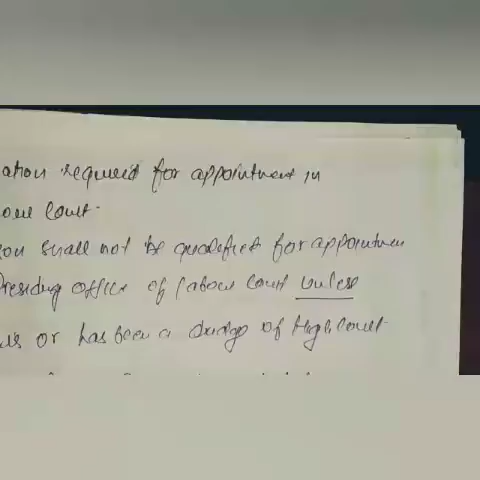 ation required for appointment in
our Court.
son shall not be qualified for appointmen
Presiding officer of labour Court unless
is or has been a Judge of High Court